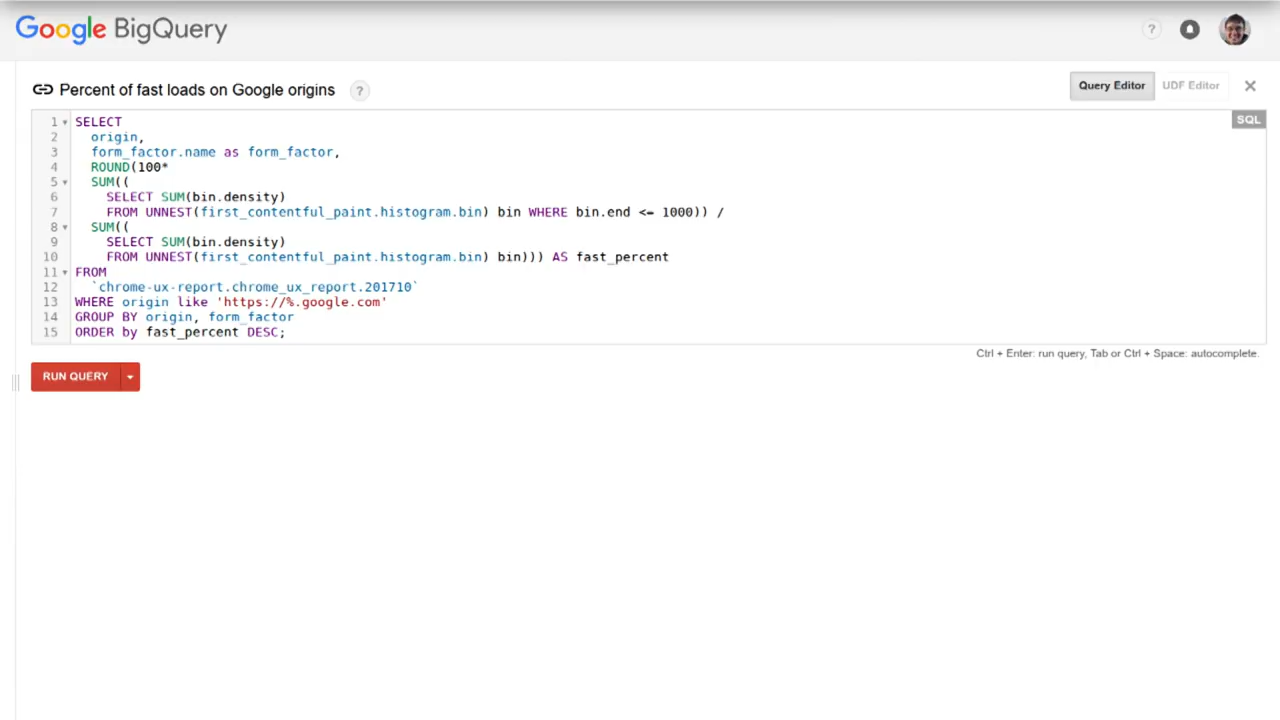 Google BigQuery
?
Percent of fast loads on Google origins ?
Query Editor UDF Editor ×
SQL
1 SELECT
2 origin,
3 form_factor.name as form_factor,
4 ROUND(100*
5 SUM((
6 SELECT SUM(bin.density)
7 FROM UNNEST(first_contentful_paint.histogram.bin) bin WHERE bin.end <= 1000)) /
8 SUM((
9 SELECT SUM(bin.density)
10 FROM UNNEST(first_contentful_paint.histogram.bin) bin))) AS fast_percent
11 FROM
12 `chrome-ux-report.chrome_ux_report.201710`
13 WHERE origin like 'https://%.google.com'
14 GROUP BY origin, form_factor
15 ORDER by fast_percent DESC;
Ctrl + Enter: run query, Tab or Ctrl + Space: autocomplete.
RUN QUERY